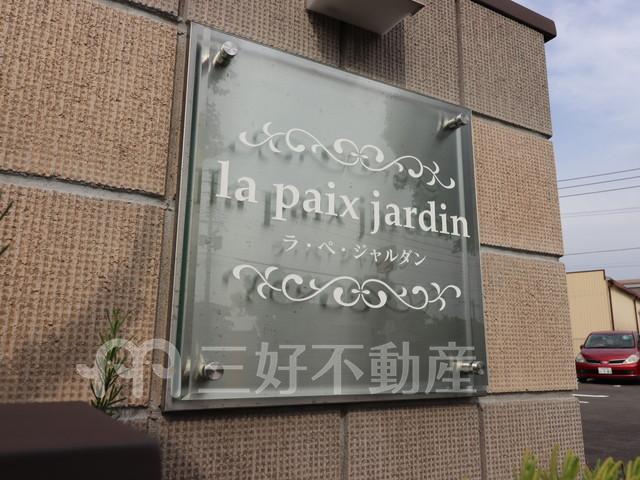 la paix jardin
ラ・ペ・ジャルダン
三好不動産